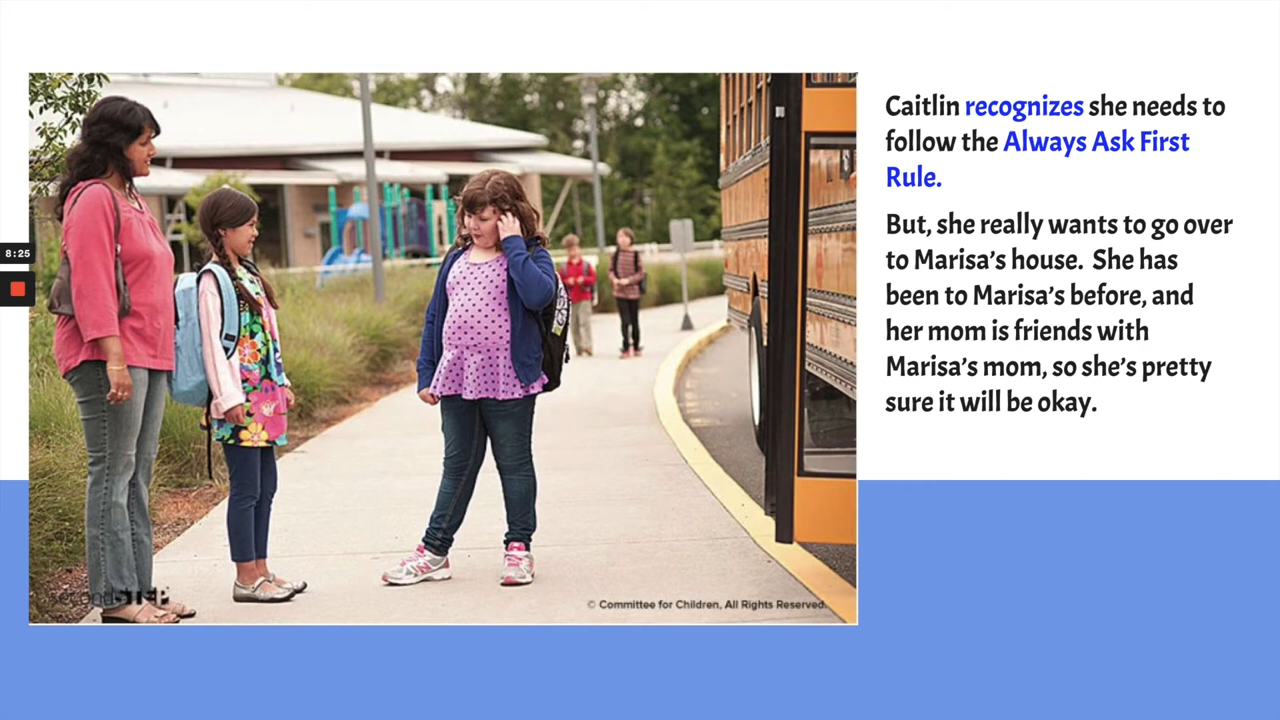 Caitlin recognizes she needs to
follow the Always Ask First
Rule.
But, she really wants to go over
to Marisa’s house. She has
been to Marisa’s before, and
her mom is friends with
Marisa’s mom, so she’s pretty
sure it will be okay.
8:25
second STEP
© Committee for Children, All Rights Reserved.